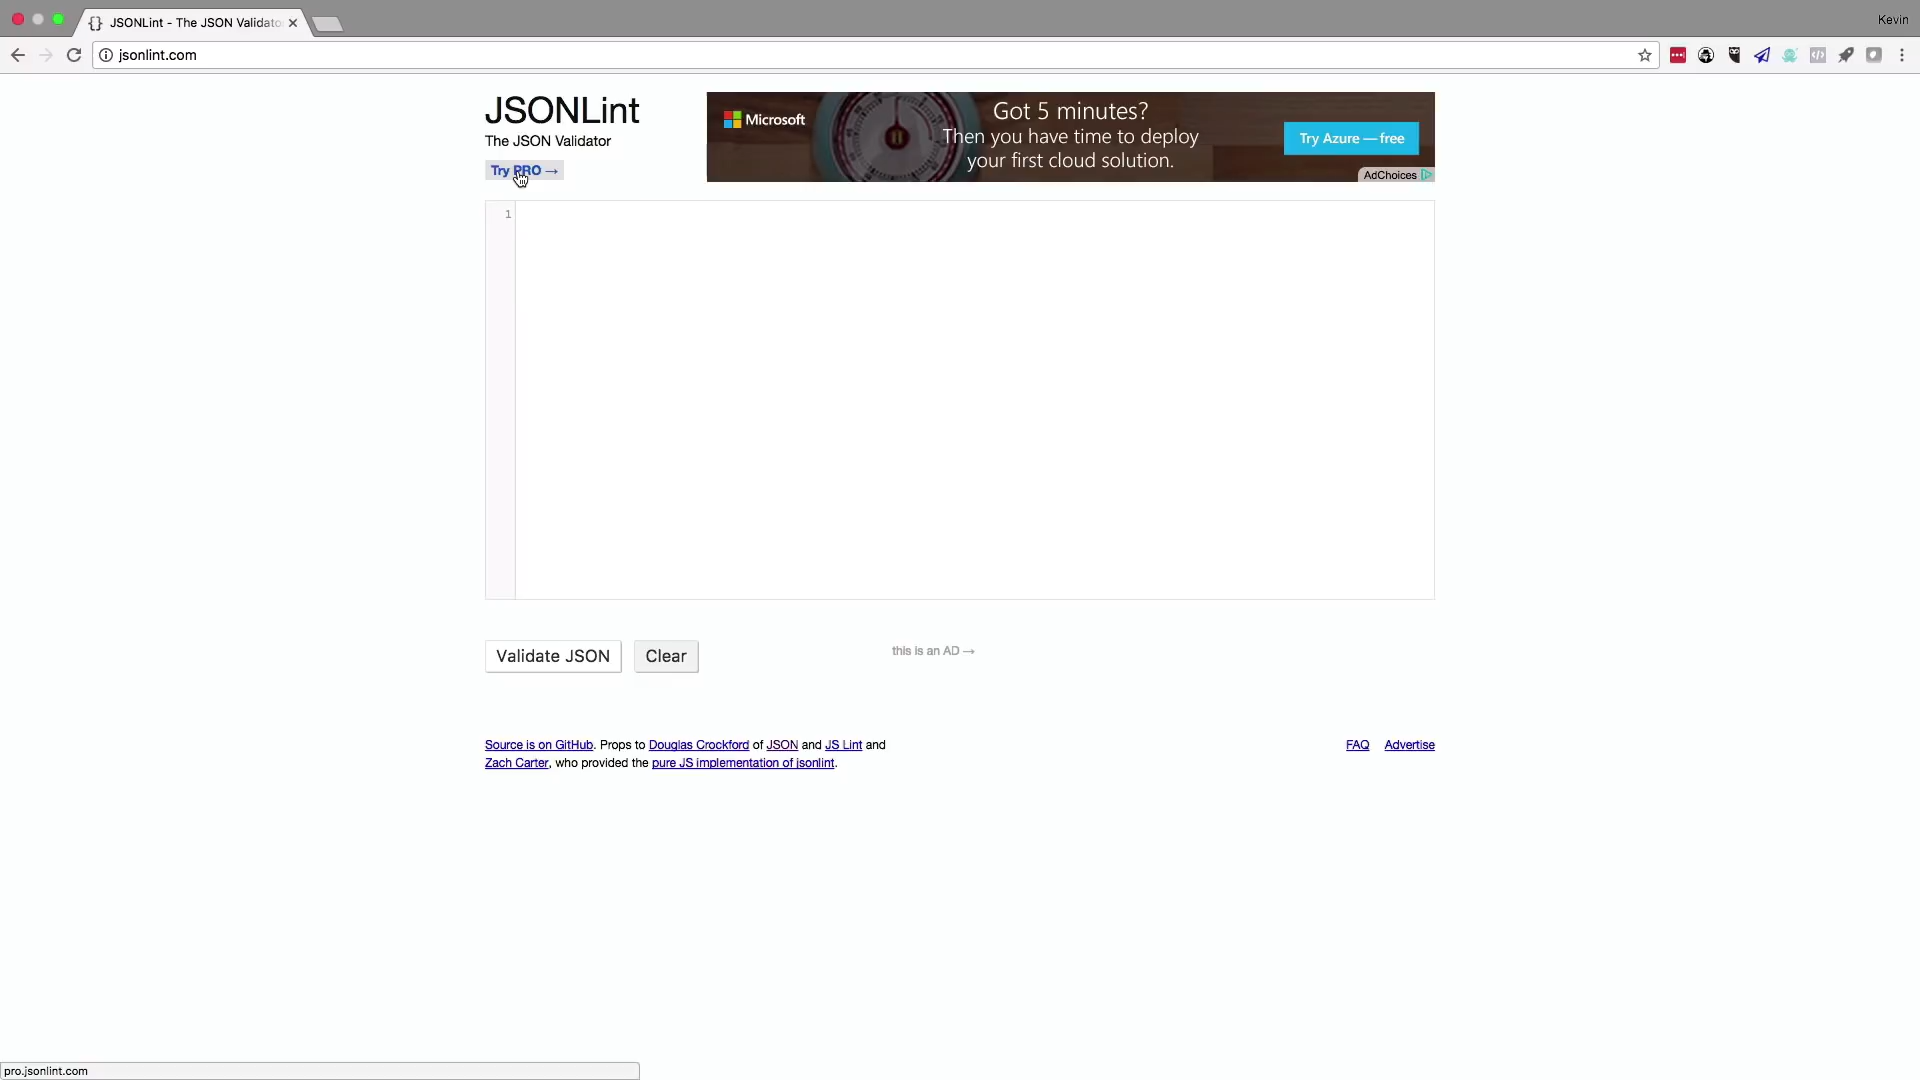 JSONLint - The JSON Validato
Kevin
jsonlint.com
JSONLint
The JSON Validator
Try PRO →
Microsoft
Got 5 minutes?
Then you have time to deploy
your first cloud solution.
Try Azure — free
AdChoices
1
Validate JSON
Clear
this is an AD →
Source is on GitHub. Props to Douglas Crockford of JSON and JS Lint and
Zach Carter, who provided the pure JS implementation of jsonlint.
FAQ
Advertise
pro.jsonlint.com